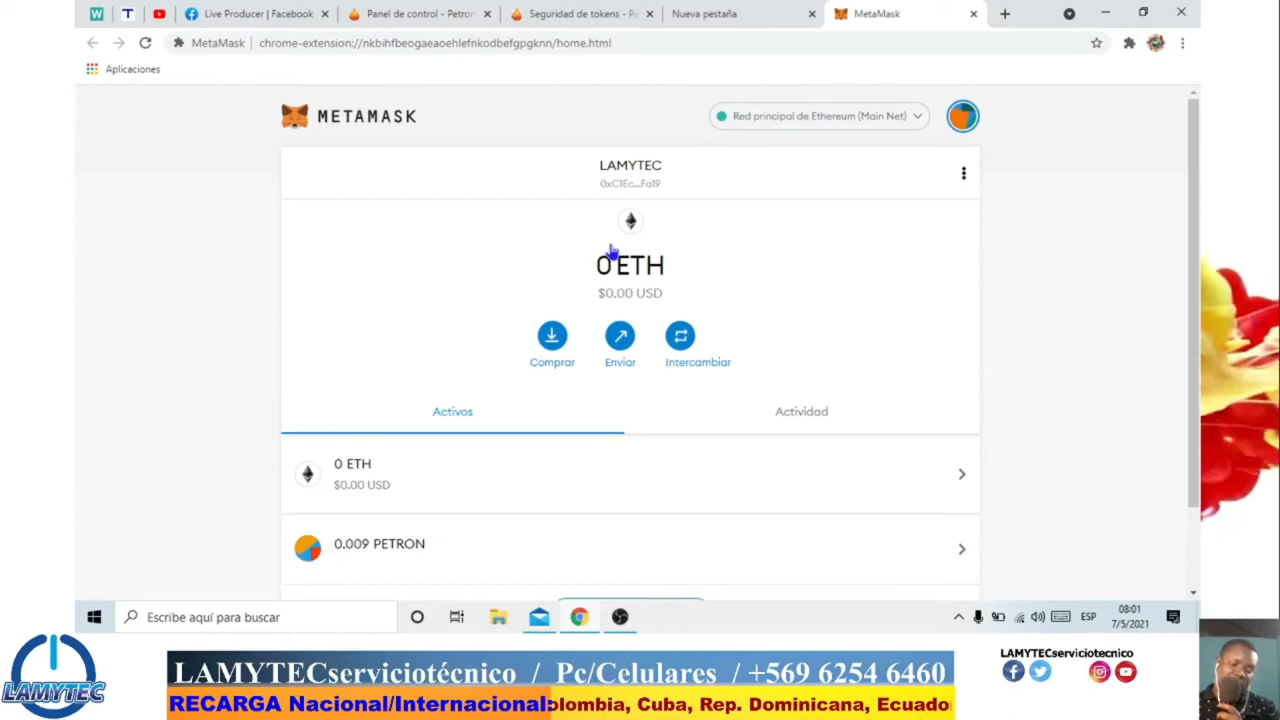 W
T
Live Producer | Facebook
Panel de control - Petron
Seguridad de tokens - Pe
Nueva pestaña
MetaMask
MetaMask | chrome-extension://nkbihfbeogaeaoehlefnkodbefgpgknn/home.html
Aplicaciones
METAMASK
Red principal de Ethereum (Main Net)
LAMYTEC
0xC1Ec...Fa19
0 ETH
$0.00 USD
Comprar
Enviar
Intercambiar
Activos
Actividad
0 ETH
$0.00 USD
0.009 PETRON
Escribe aquí para buscar
ESP
08:01
7/5/2021
LAMYTEC
LAMYTECserviciotécnico / Pc/Celulares / +569 6254 6460
RECARGA Nacional/Internacional:olombia, Cuba, Rep. Dominicana, Ecuado
LAMYTECserviciotecnico